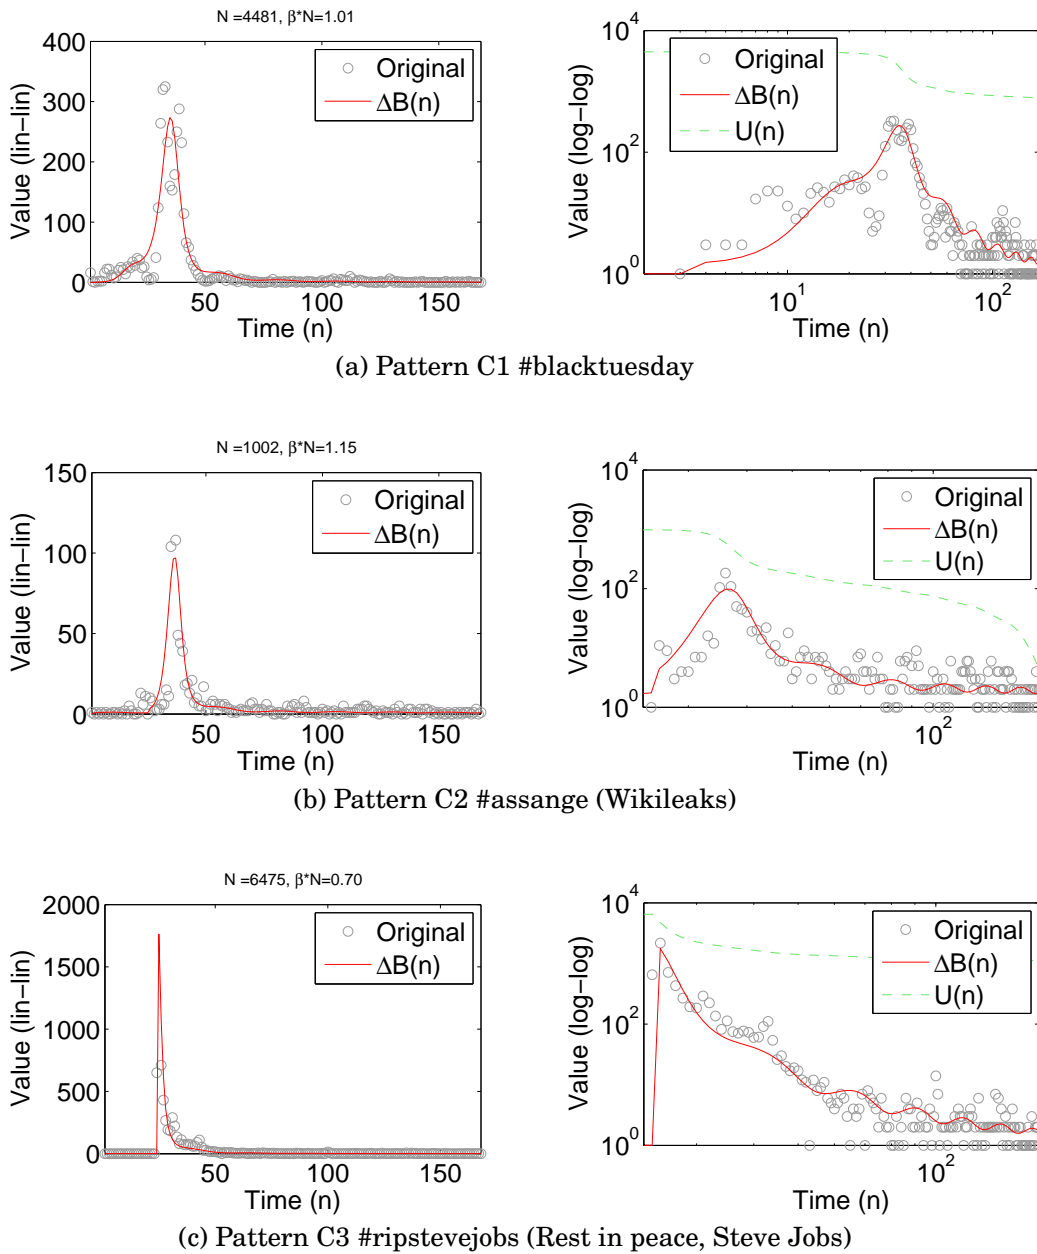 N =4481, β*N=1.01
Value (lin−lin)
400
300
200
100
0
50
100
150
Time (n)
Original
ΔB(n)
Value (log−log)
10^4
10^2
10^0
10^1
10^2
Time (n)
Original
ΔB(n)
U(n)
(a) Pattern C1 #blacktuesday
N =1002, β*N=1.15
Value (lin−lin)
150
100
50
0
50
100
150
Time (n)
Original
ΔB(n)
Value (log−log)
10^4
10^2
10^0
10^2
Time (n)
Original
ΔB(n)
U(n)
(b) Pattern C2 #assange (Wikileaks)
N =6475, β*N=0.70
Value (lin−lin)
2000
1500
1000
500
0
50
100
150
Time (n)
Original
ΔB(n)
Value (log−log)
10^4
10^2
10^0
10^2
Time (n)
Original
ΔB(n)
U(n)
(c) Pattern C3 #ripstevejobs (Rest in peace, Steve Jobs)